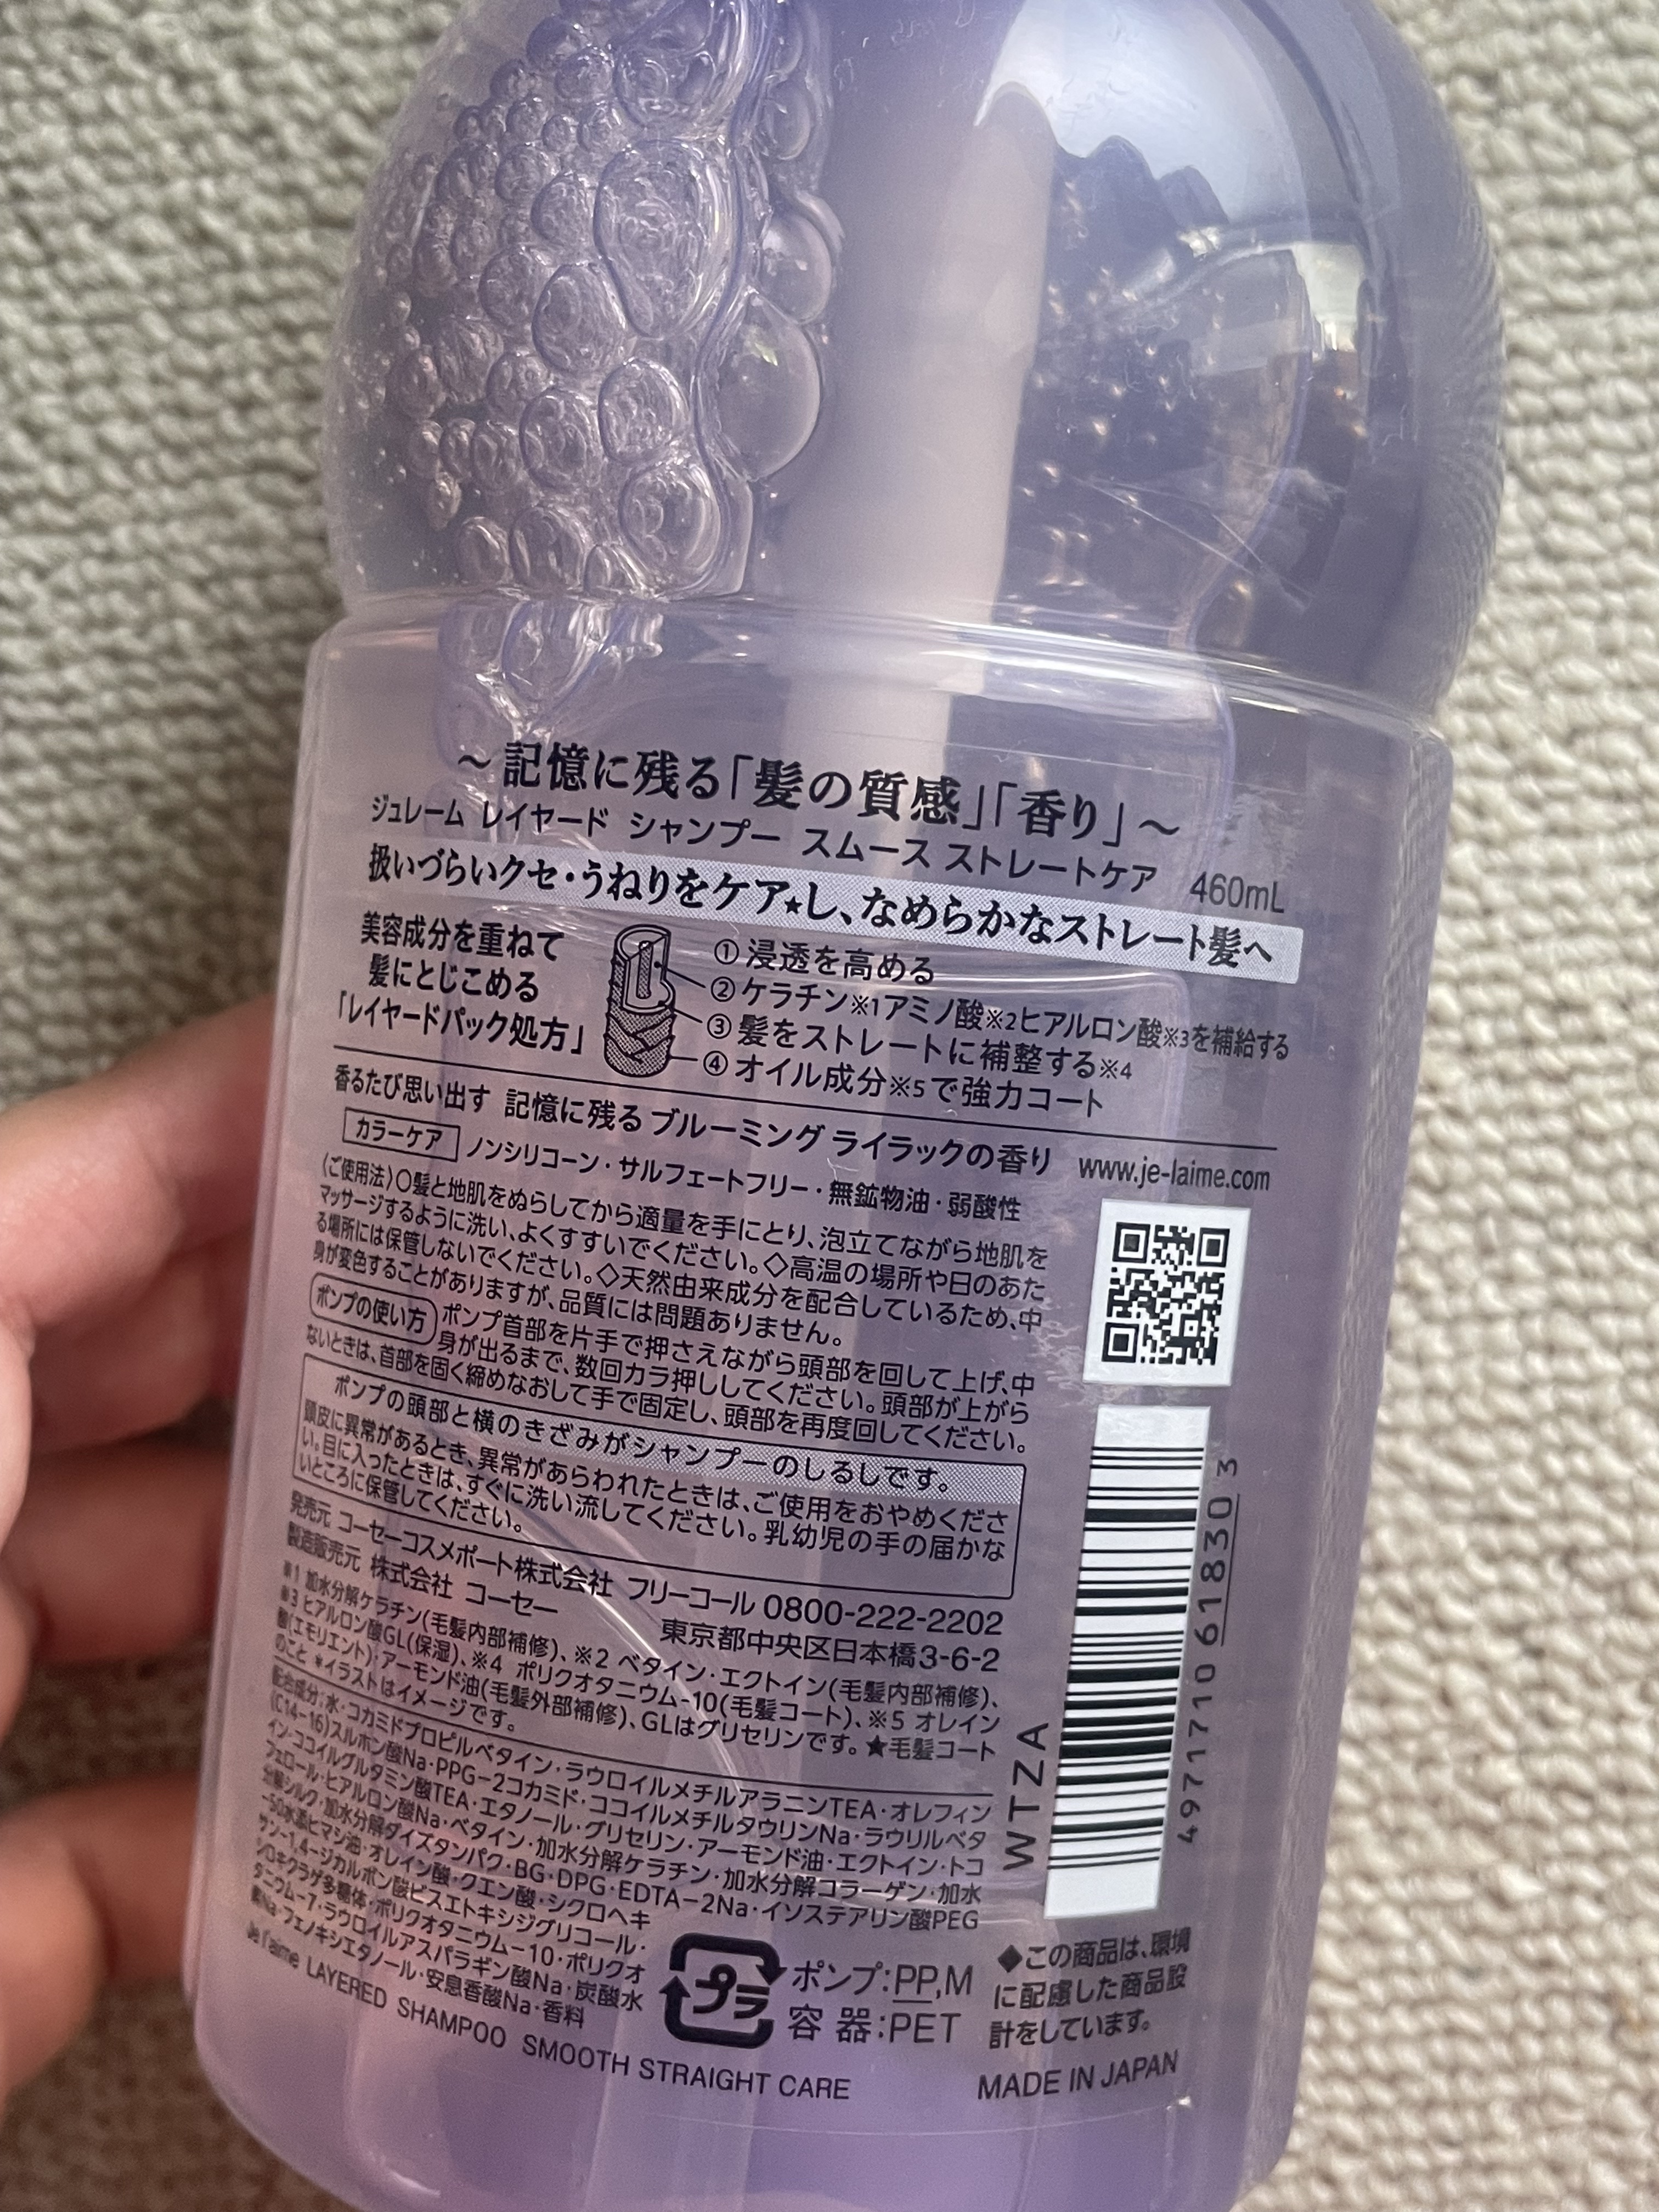 ～記憶に残る「髪の質感」「香り」～
ジュレーム レイヤード シャンプー スムース ストレートケア 460mL
扱いづらいクセ・うねりをケア★し、なめらかなストレート髪へ
美容成分を重ねて
髪にとじこめる
「レイヤードパック処方」
①浸透を高める
②ケラチン※1アミノ酸※2ヒアルロン酸※3を補給する
③髪をストレートに補整する※4
④オイル成分※5で強力コート
香るたび思い出す 記憶に残る ブルーミング ライラックの香り
カラーケア ノンシリコーン・サルフェートフリー・無鉱物油・弱酸性
www.je-laime.com
〈ご使用法〉○髪と地肌をぬらしてから適量を手にとり、泡立てながら地肌を
マッサージするように洗い、よくすすいでください。◇高温の場所や日のあた
る場所には保管しないでください。◇天然由来成分を配合しているため、中
身が変色することがありますが、品質には問題ありません。
ポンプの使い方 ポンプ首部を片手で押さえながら頭部を回して上げ、中
身が出るまで、数回カラ押ししてください。頭部が上がら
ないときは、首部を固く締めなおして手で固定し、頭部を再度回してください。
ポンプの頭部と横のきざみがシャンプーのしるしです。
頭皮に異常があるとき、異常があらわれたときは、ご使用をおやめくださ
い。目に入ったときは、すぐに洗い流してください。乳幼児の手の届かな
いところに保管してください。
発売元 コーセーコスメポート株式会社 フリーコール 0800-222-2202
製造販売元 株式会社 コーセー 東京都中央区日本橋3-6-2
※1 加水分解ケラチン(毛髪内部補修)、※2 ベタイン・エクトイン(毛髪内部補修)、
※3 ヒアルロン酸GL(保湿)、※4 ポリクオタニウム-10(毛髪コート)、※5 オレイン
酸(エモリエント)・アーモンド油(毛髪外部補修)、GLはグリセリンです。★毛髪コート
のこと *イラストはイメージです。
配合成分：水・コカミドプロピルベタイン・ラウロイルメチルアラニンTEA・オレフィン
(C14-16)スルホン酸Na・PPG-2コカミド・ココイルメチルタウリンNa・ラウリルベタ
イン・ココイルグルタミン酸TEA・エタノール・グリセリン・アーモンド油・エクトイン・トコ
フェロール・ヒアルロン酸Na・ベタイン・加水分解ケラチン・加水分解コラーゲン・加水
分解シルク・加水分解ダイズタンパク・BG・DPG・EDTA-2Na・イソステアリン酸PEG
-50水添ヒマシ油・オレイン酸・クエン酸・シクロヘキ
サン-1,4-ジカルボン酸ビスエトキシジグリコール・
シロキクラゲ多糖体・ポリクオタニウム-10・ポリクオ
タニウム-7・ラウロイルアスパラギン酸Na・炭酸水
素Na・フェノキシエタノール・安息香酸Na・香料
Je l'aime LAYERED SHAMPOO SMOOTH STRAIGHT CARE
プラ
ポンプ:PP,M
容器:PET
◆この商品は、環境
に配慮した商品設
計をしています。
MADE IN JAPAN
WTZA
4971710618303